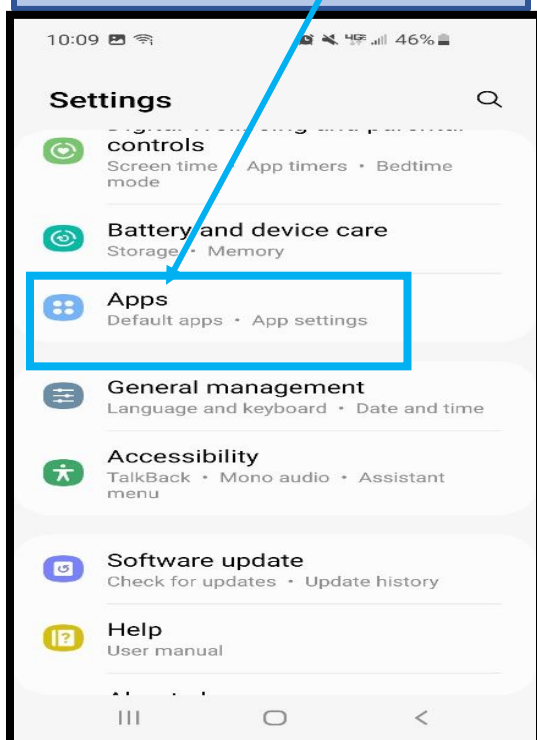 10:09 46%
Settings
controls
Screen time • App timers • Bedtime
mode
Battery and device care
Storage • Memory
Apps
Default apps • App settings
General management
Language and keyboard • Date and time
Accessibility
TalkBack • Mono audio • Assistant
menu
Software update
Check for updates • Update history
Help
User manual